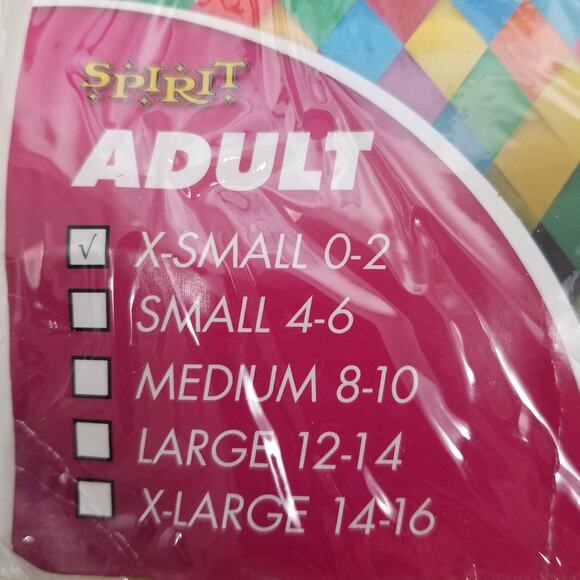 SPIRIT
ADULT
√ X-SMALL 0-2
SMALL 4-6
MEDIUM 8-10
LARGE 12-14
X-LARGE 14-16